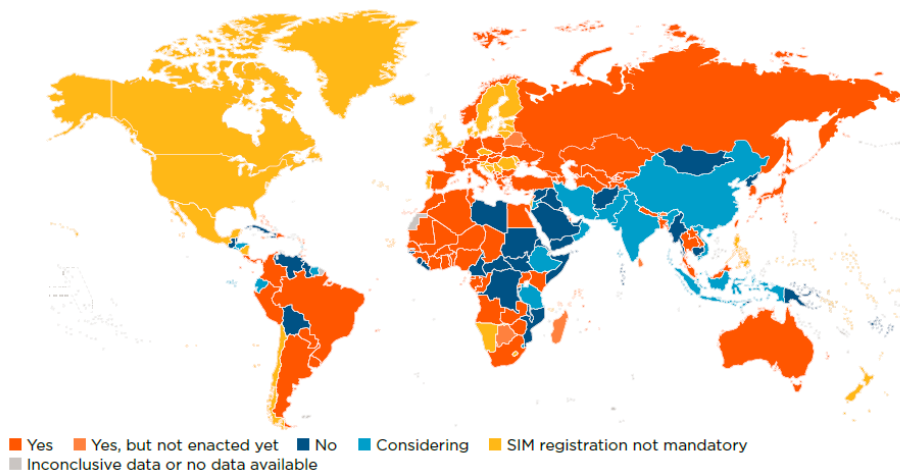 Yes Yes, but not enacted yet No Considering SIM registration not mandatory
Inconclusive data or no data available